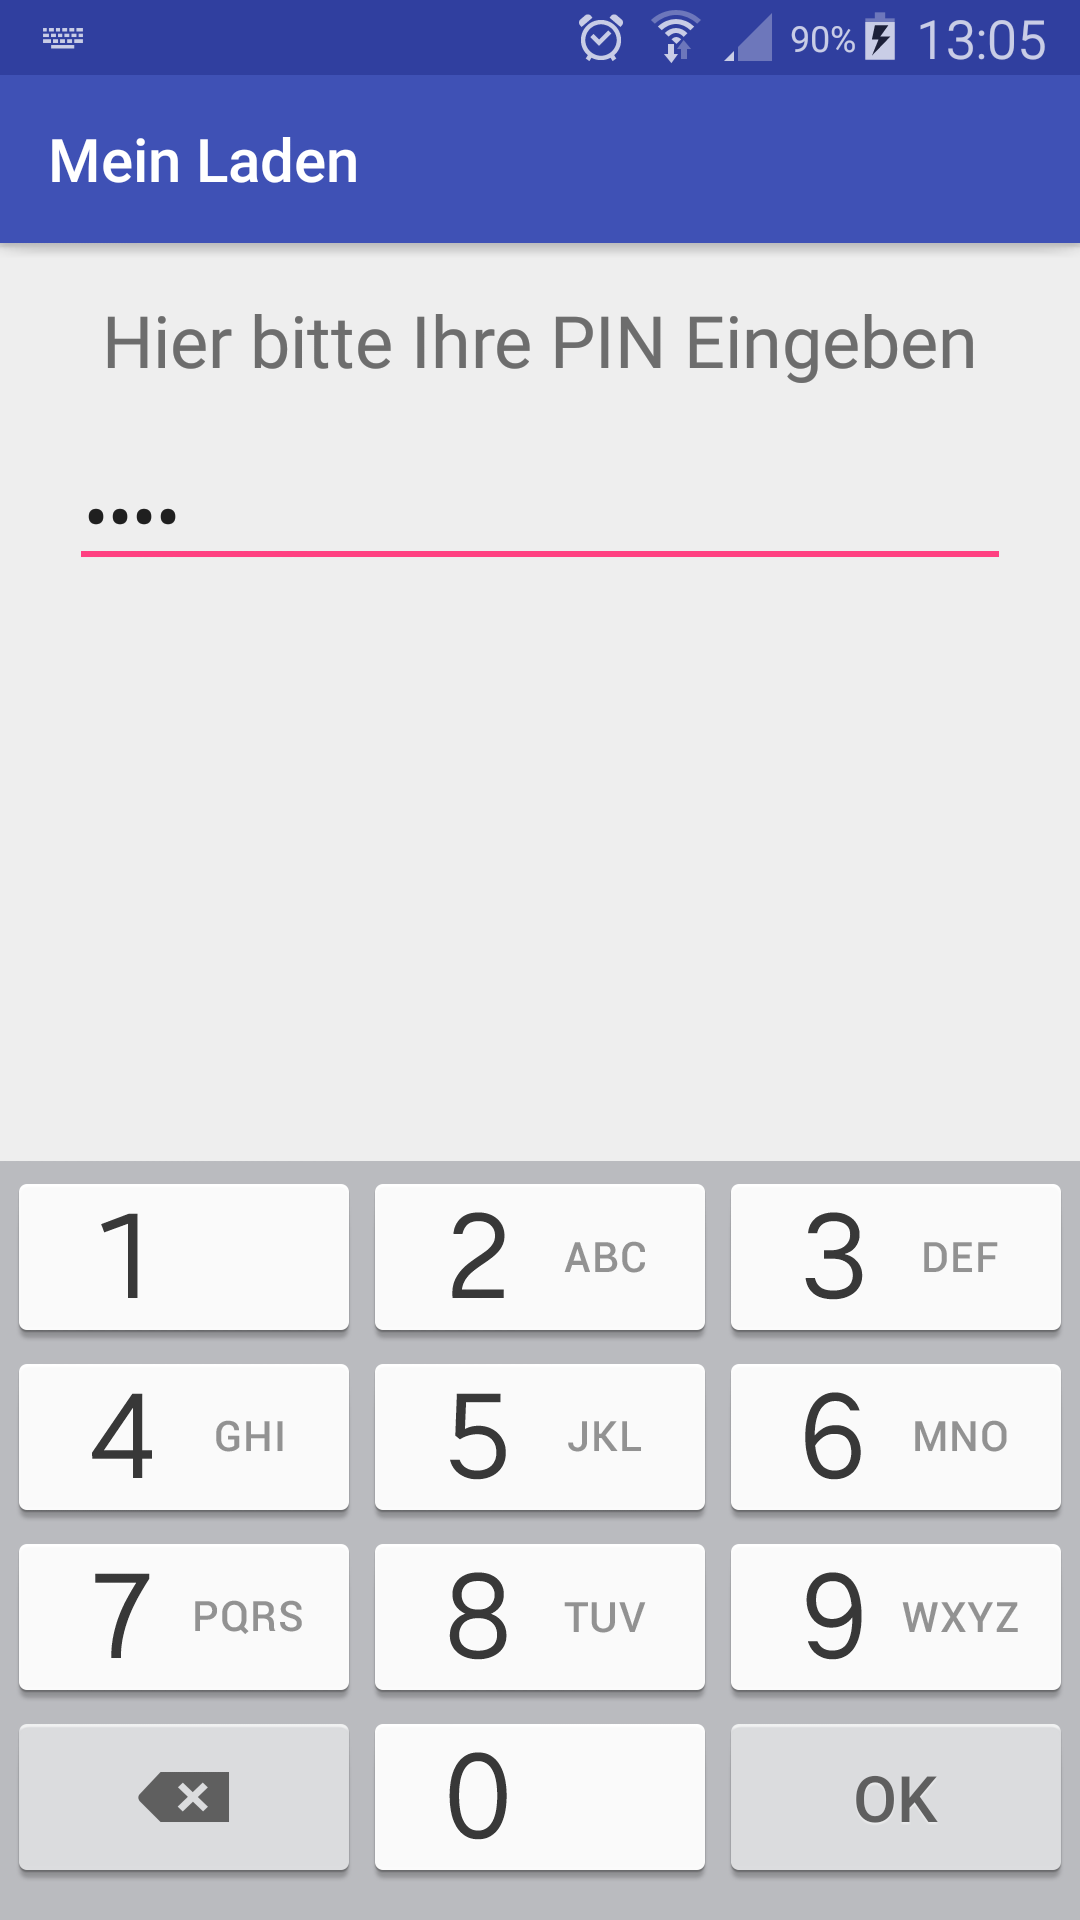 90% 13:05
Mein Laden
Hier bitte Ihre PIN Eingeben
••••
1 2 ABC 3 DEF
4 GHI 5 JKL 6 MNO
7 PQRS 8 TUV 9 WXYZ
0 OK